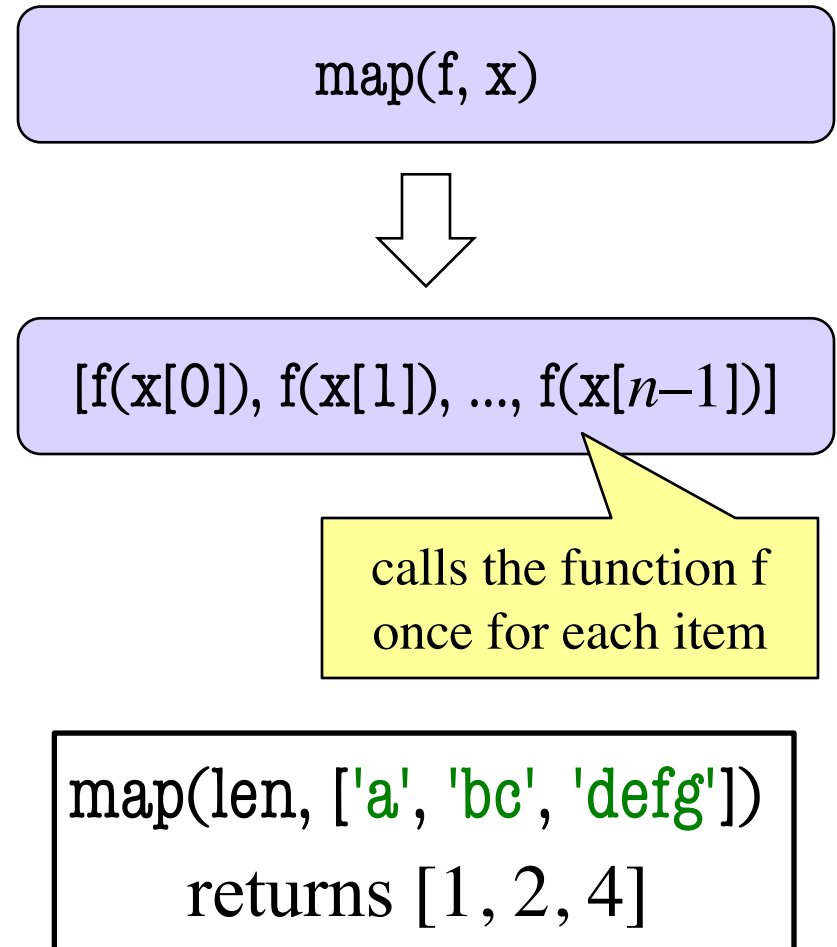 map(f, x)
[f(x[0]), f(x[1]), ..., f(x[n–1])]
calls the function f
once for each item
map(len, ['a', 'bc', 'defg'])
returns [1, 2, 4]